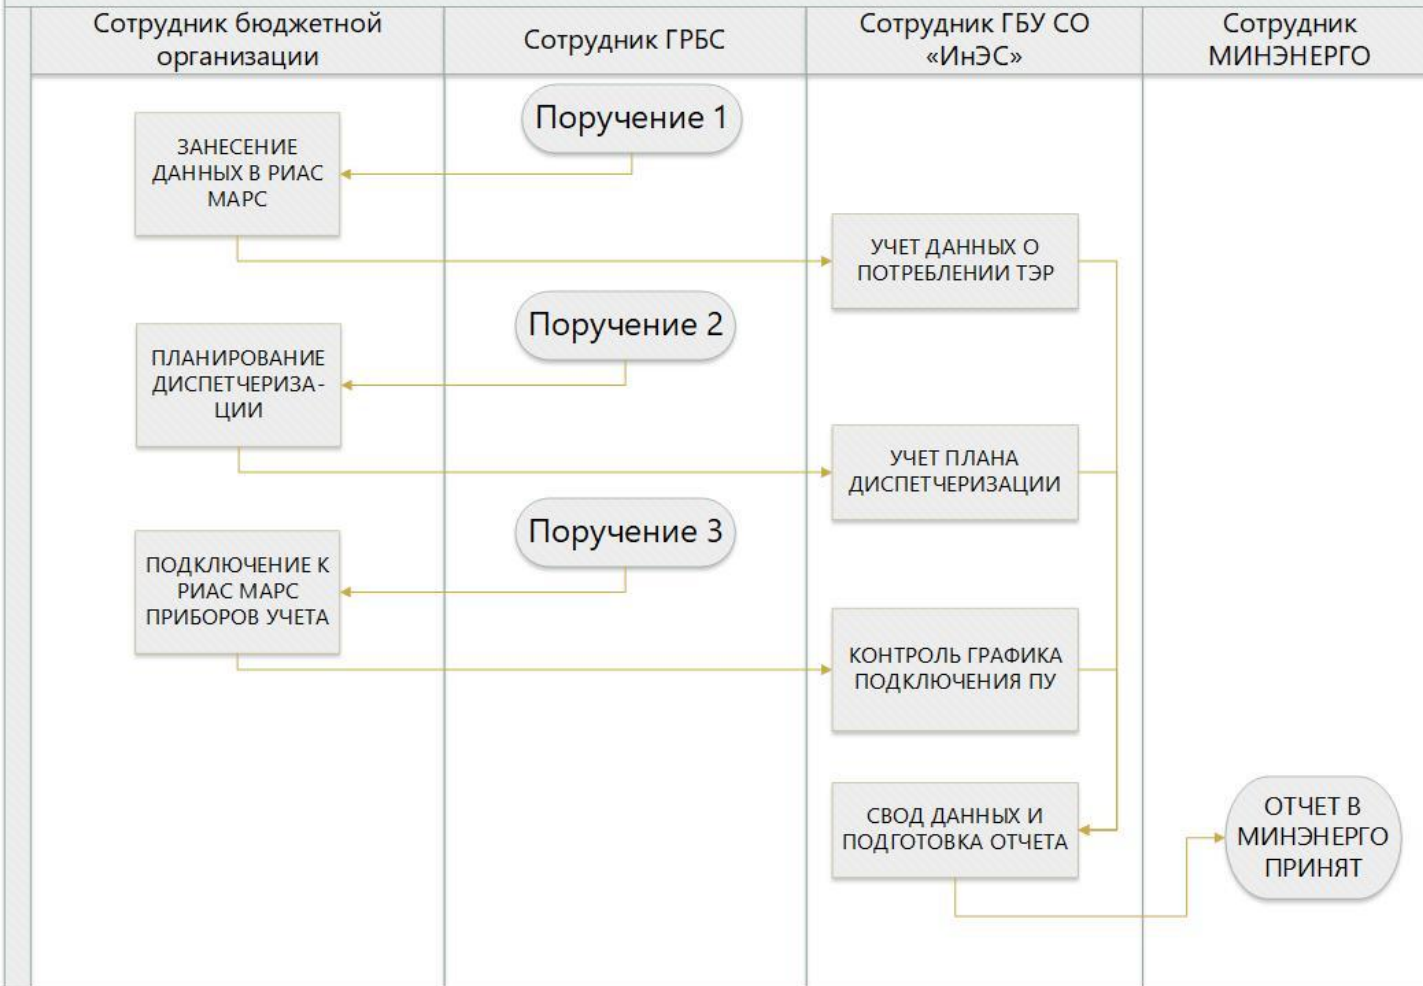 Сотрудник бюджетной
организации
Сотрудник ГРБС
Сотрудник ГБУ СО
«ИнЭС»
Сотрудник
МИНЭНЕРГО
Поручение 1
ЗАНЕСЕНИЕ
ДАННЫХ В РИАС
МАРС
УЧЕТ ДАННЫХ О
ПОТРЕБЛЕНИИ ТЭР
Поручение 2
ПЛАНИРОВАНИЕ
ДИСПЕТЧЕРИЗА-
ЦИИ
УЧЕТ ПЛАНА
ДИСПЕТЧЕРИЗАЦИИ
Поручение 3
ПОДКЛЮЧЕНИЕ К
РИАС МАРС
ПРИБОРОВ УЧЕТА
КОНТРОЛЬ ГРАФИКА
ПОДКЛЮЧЕНИЯ ПУ
СВОД ДАННЫХ И
ПОДГОТОВКА ОТЧЕТА
ОТЧЕТ В
МИНЭНЕРГО
ПРИНЯТ